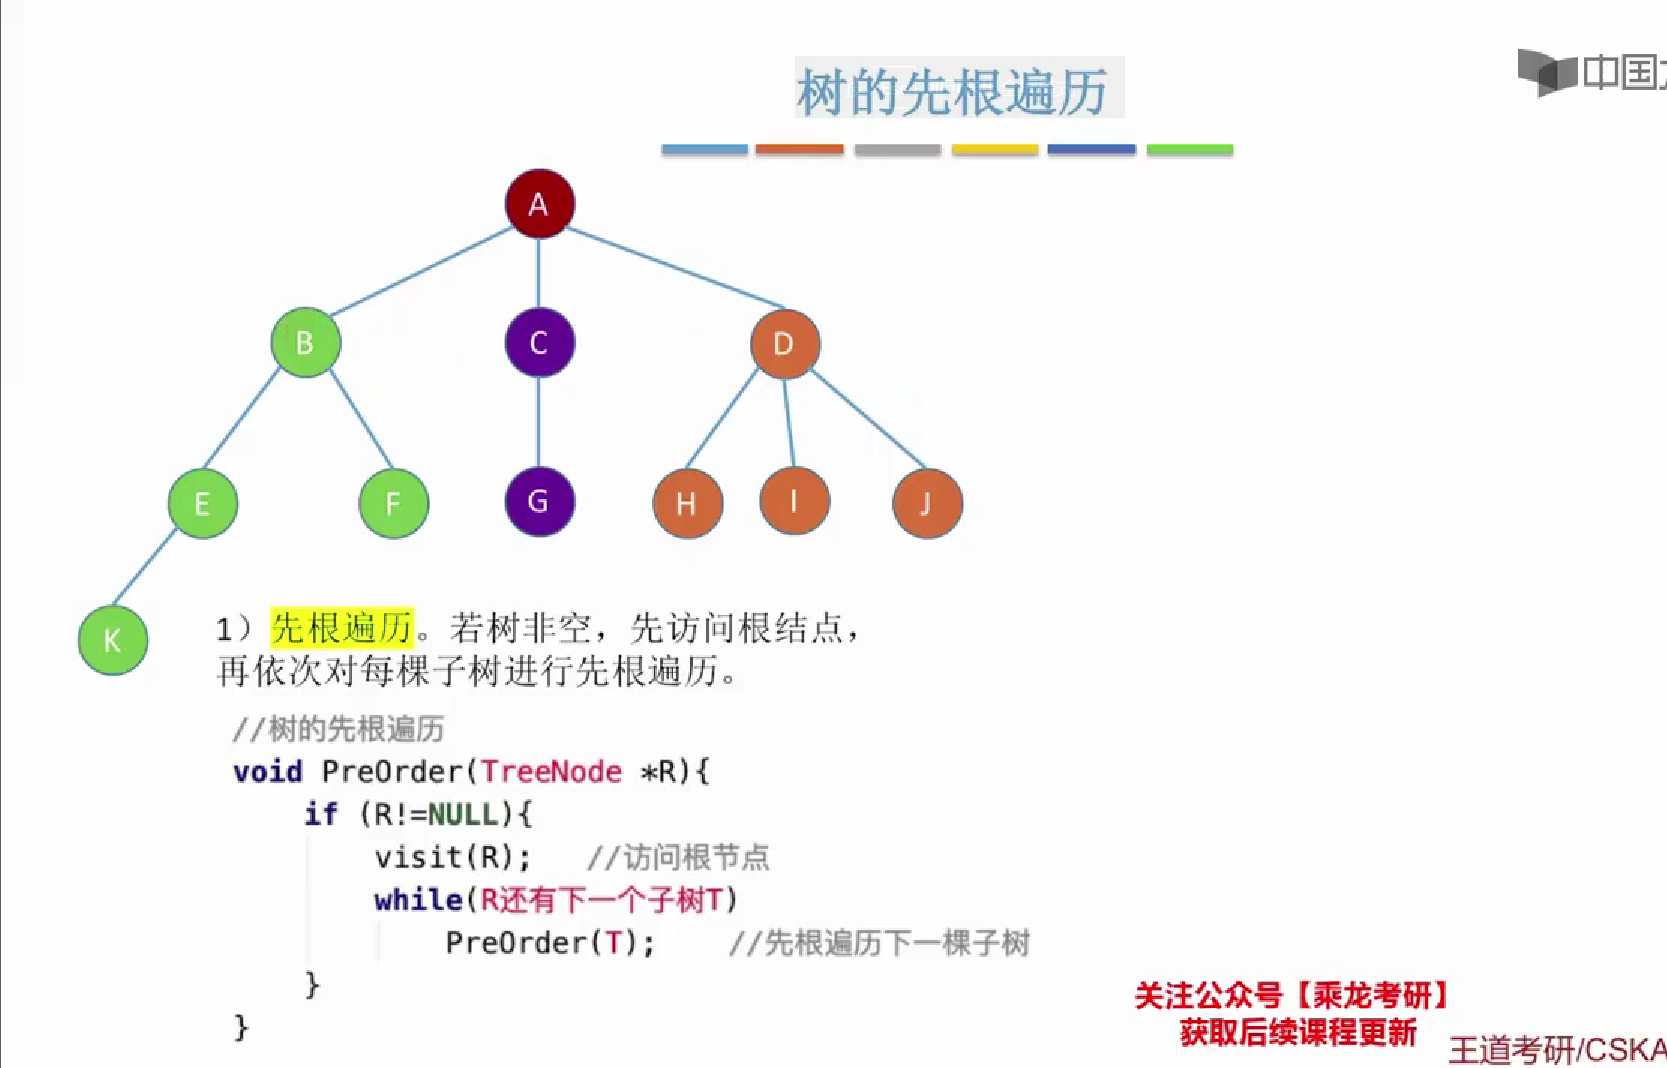 树的先根遍历
中国
A
B
C
D
E
F
G
H
I
J
K
1）先根遍历。若树非空，先访问根结点，
再依次对每棵子树进行先根遍历。
//树的先根遍历
void PreOrder(TreeNode *R){
if (R!=NULL){
visit(R); //访问根节点
while(R还有下一个子树T)
PreOrder(T); //先根遍历下一棵子树
}
}
关注公众号【乘龙考研】
获取后续课程更新
王道考研/CSKA